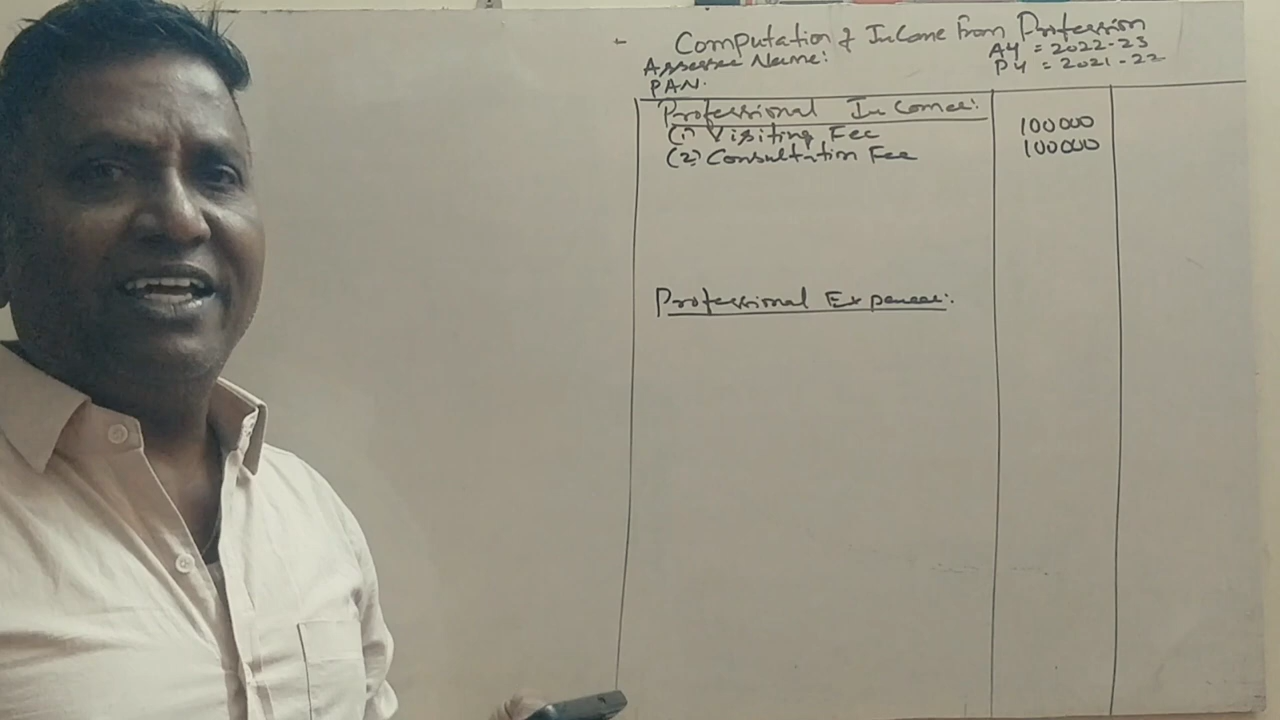 Computation of Income from Profession
Assessee Name: AY = 2022-23
PAN. PY = 2021-22
Professional Incomes:
(1) Visiting Fee 100000
(2) Consultation Fee 100000
Professional Expenses: